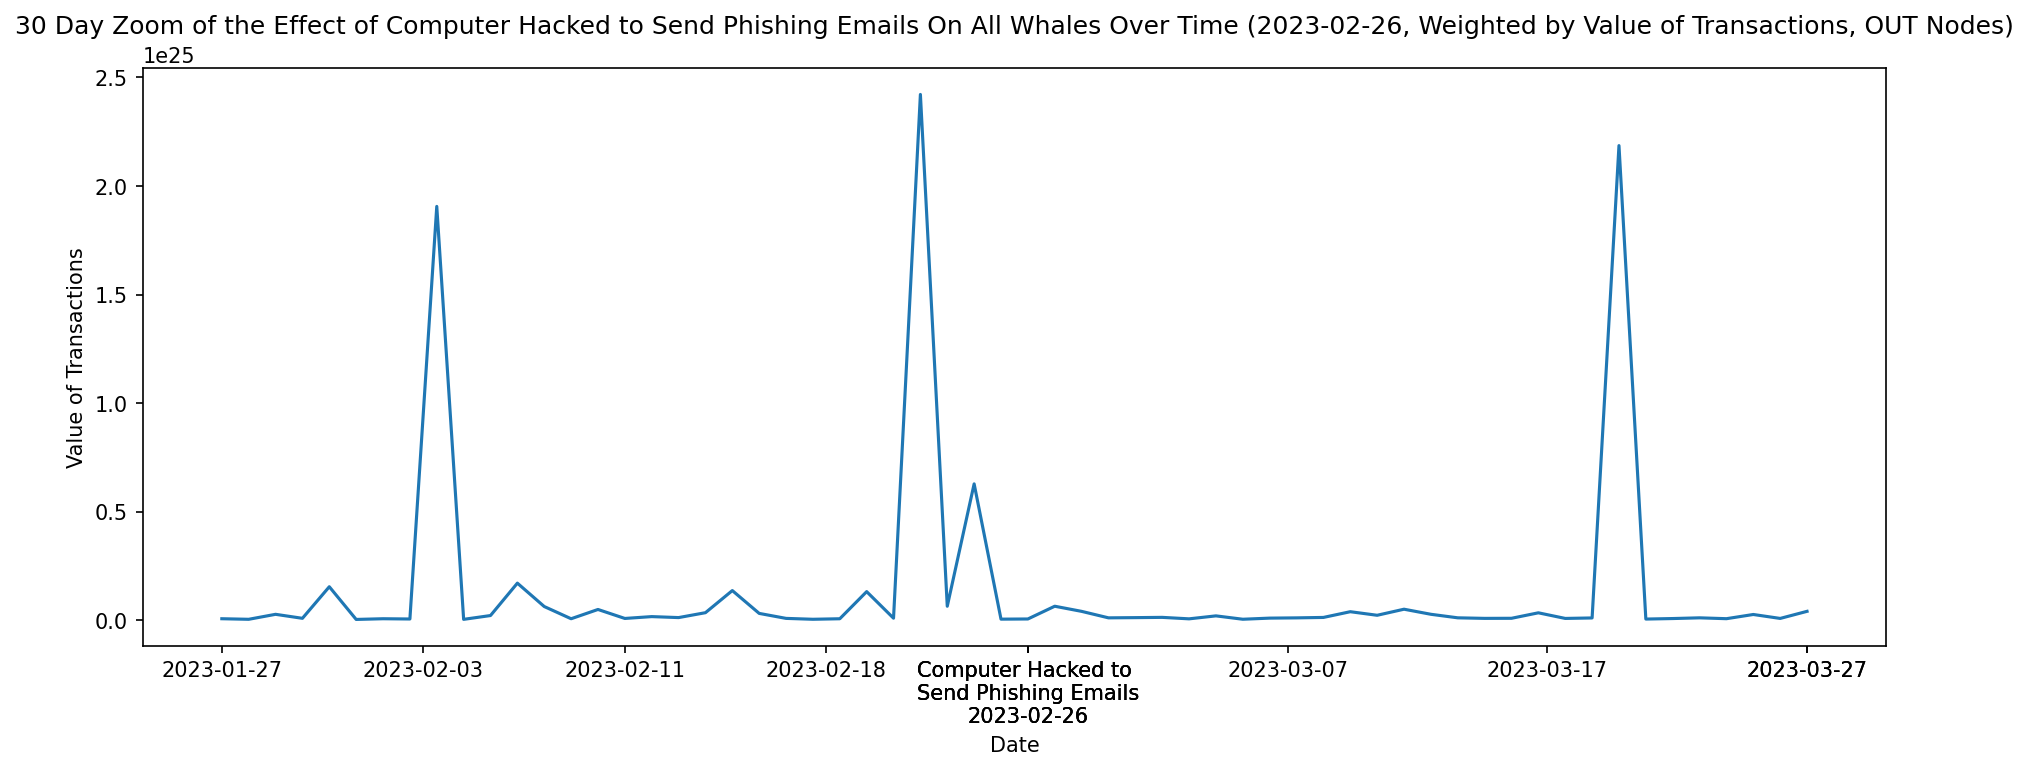 30 Day Zoom of the Effect of Computer Hacked to Send Phishing Emails On All Whales Over Time (2023-02-26, Weighted by Value of Transactions, OUT Nodes)
1e25
2.5
2.0
1.5
1.0
0.5
0.0
Value of Transactions
2023-01-27
2023-02-03
2023-02-11
2023-02-18
Computer Hacked to
Send Phishing Emails
2023-02-26
2023-03-07
2023-03-17
2023-03-27
Date